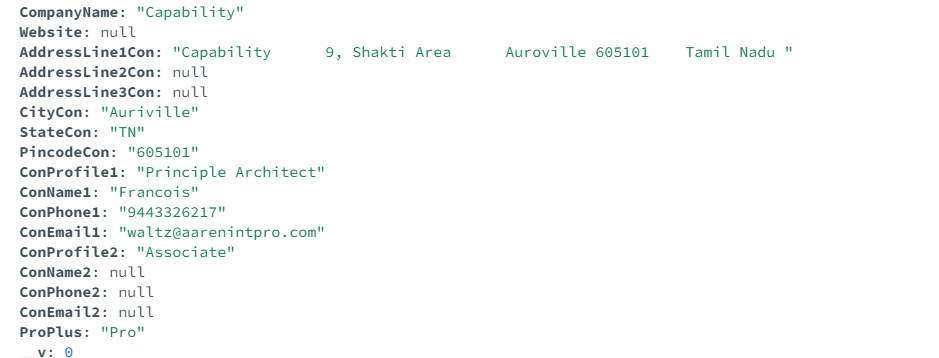 CompanyName: "Capability"
Website: null
AddressLine1Con: "Capability      9, Shakti Area      Auroville 605101    Tamil Nadu "
AddressLine2Con: null
AddressLine3Con: null
CityCon: "Auriville"
StateCon: "TN"
PincodeCon: "605101"
ConProfile1: "Principle Architect"
ConName1: "Francois"
ConPhone1: "9443326217"
ConEmail1: "waltz@aarenintpro.com"
ConProfile2: "Associate"
ConName2: null
ConPhone2: null
ConEmail2: null
ProPlus: "Pro"
__v: 0